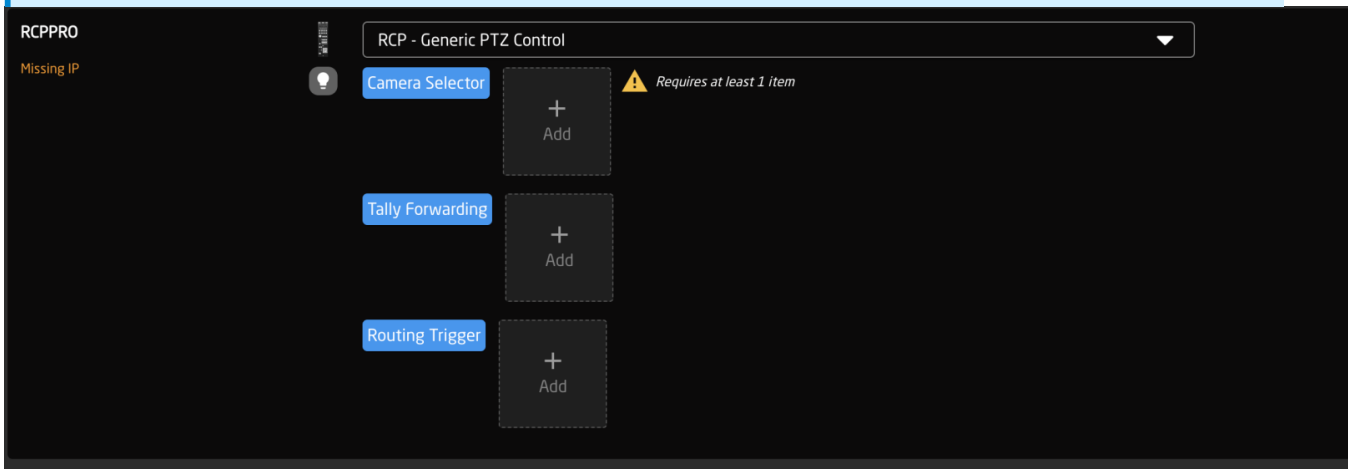 RCPPRO
RCP - Generic PTZ Control
Missing IP
Camera Selector
Requires at least 1 item
+
Add
Tally Forwarding
+
Add
Routing Trigger
+
Add